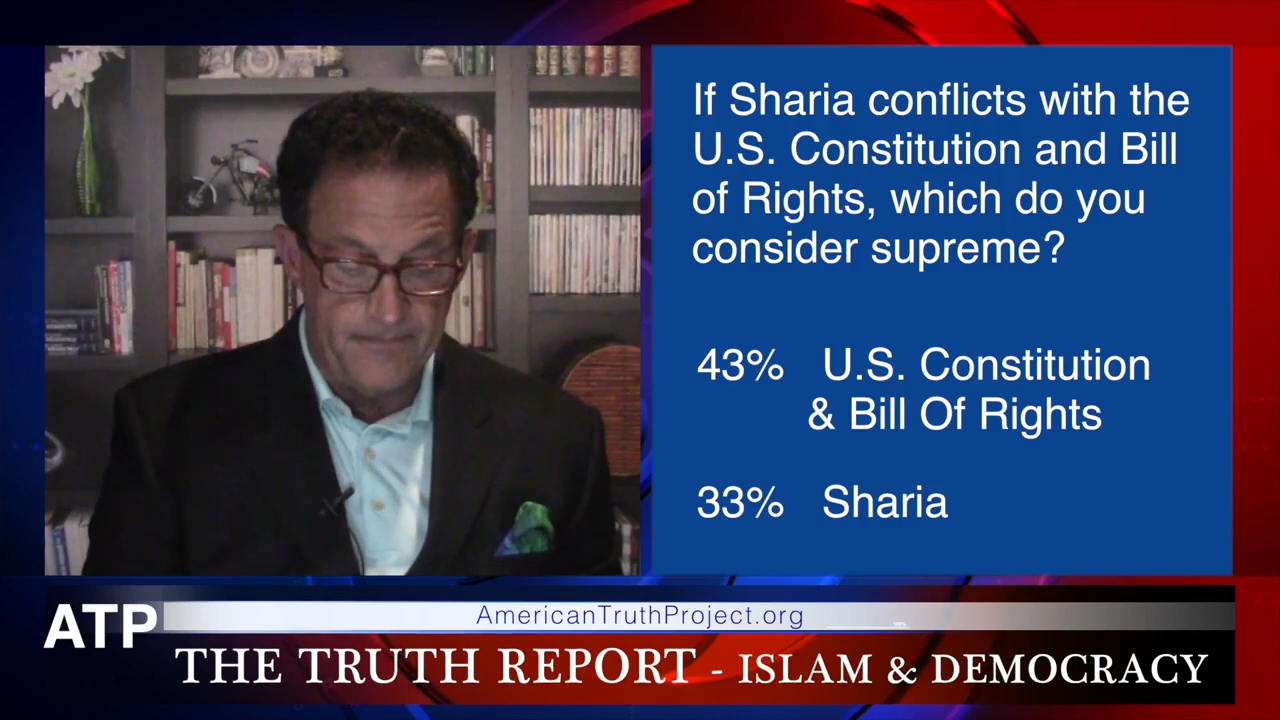 If Sharia conflicts with the
U.S. Constitution and Bill
of Rights, which do you
consider supreme?
43% U.S. Constitution
& Bill Of Rights
33% Sharia
ATP
AmericanTruthProject.org
THE TRUTH REPORT - ISLAM & DEMOCRACY